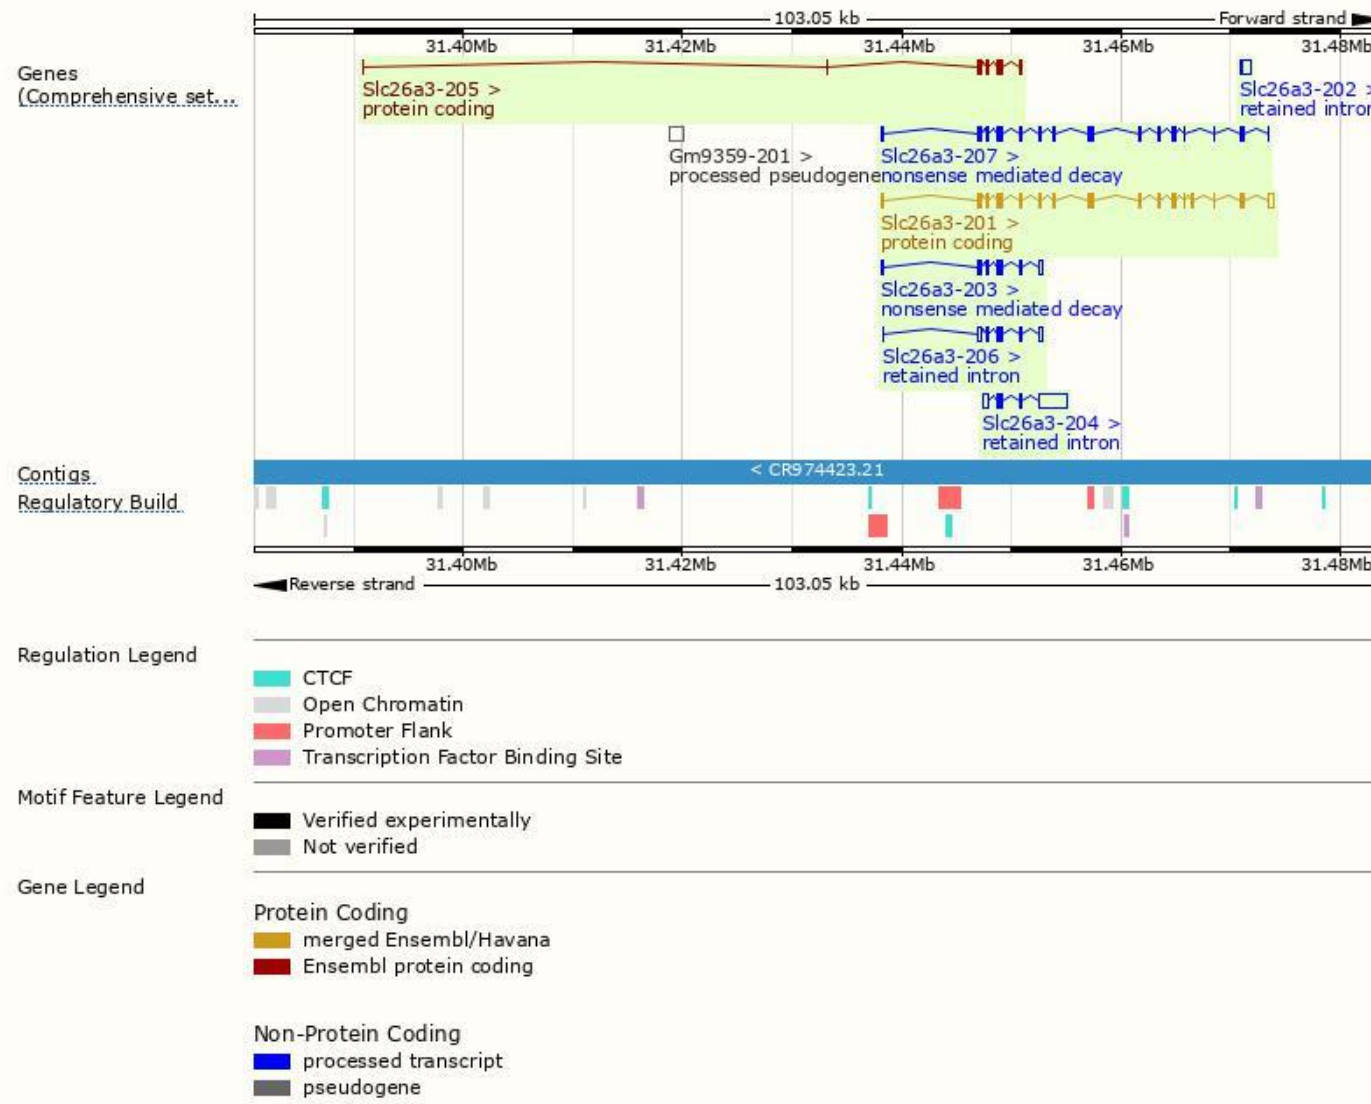 103.05 kb
Forward strand
31.40Mb 31.42Mb 31.44Mb 31.46Mb 31.48Mb
Genes
(Comprehensive set...
Slc26a3-205 >
protein coding
Slc26a3-202 >
retained intron
Gm9359-201 >
processed pseudogene
Slc26a3-207 >
nonsense mediated decay
Slc26a3-201 >
protein coding
Slc26a3-203 >
nonsense mediated decay
Slc26a3-206 >
retained intron
Slc26a3-204 >
retained intron
Contigs
< CR974423.21
Regulatory Build
31.40Mb 31.42Mb 31.44Mb 31.46Mb 31.48Mb
Reverse strand
103.05 kb
Regulation Legend
CTCF
Open Chromatin
Promoter Flank
Transcription Factor Binding Site
Motif Feature Legend
Verified experimentally
Not verified
Gene Legend
Protein Coding
merged Ensembl/Havana
Ensembl protein coding
Non-Protein Coding
processed transcript
pseudogene